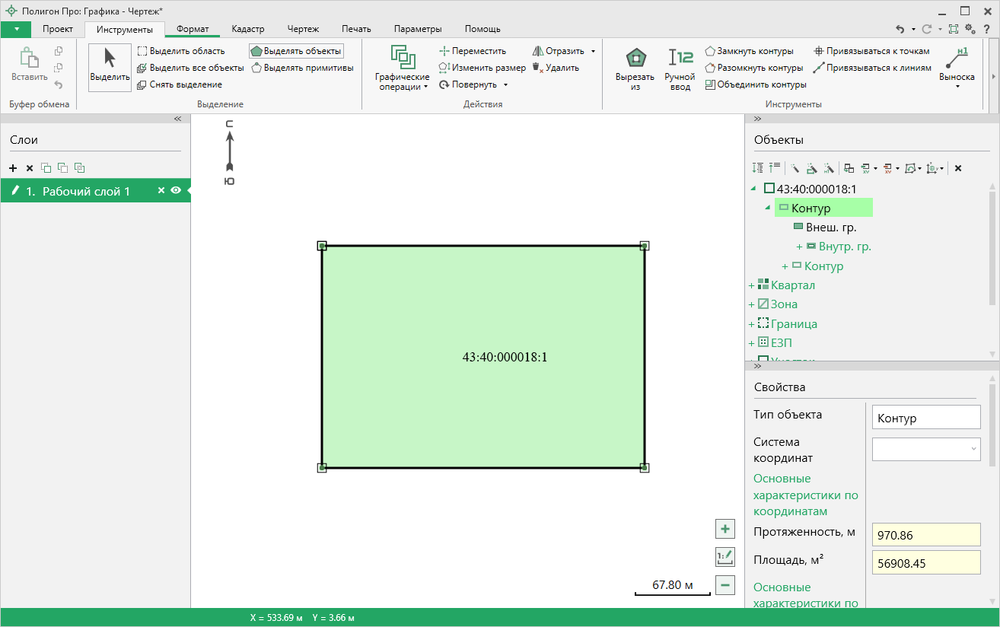 Полигон Про: Графика - Чертеж*
Проект Инструменты Формат Кадастр Чертеж Печать Параметры Помощь
Вставить
Буфер обмена
Выделить
Выделить область
Выделить все объекты
Снять выделение
Выделять объекты
Выделять примитивы
Выделение
Графические
операции
Переместить
Изменить размер
Повернуть
Отразить
Удалить
Действия
Вырезать
из
Ручной
ввод
Замкнуть контуры
Разомкнуть контуры
Объединить контуры
Привязываться к точкам
Привязываться к линиям
н1
Выноска
Инструменты
Слои
1. Рабочий слой 1
С
Ю
43:40:000018:1
1:
67.80 м
Объекты
43:40:000018:1
Контур
Внеш. гр.
+ Внутр. гр.
+ Контур
+ Квартал
+ Зона
+ Граница
+ ЕЗП
Участок
Свойства
Тип объекта Контур
Система
координат
Основные
характеристики по
координатам
Протяженность, м 970.86
Площадь, м² 56908.45
Основные
характеристики по
X = 533.69 м Y = 3.66 м